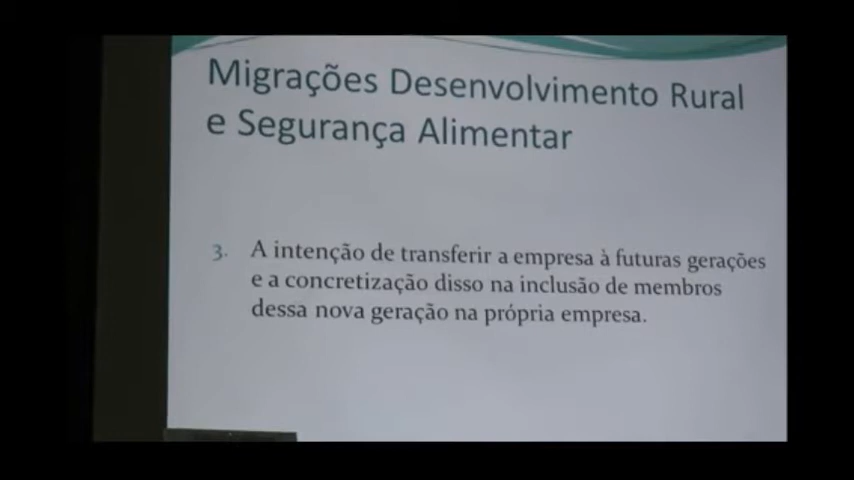 Migrações Desenvolvimento Rural
e Segurança Alimentar
3. A intenção de transferir a empresa à futuras gerações
e a concretização disso na inclusão de membros
dessa nova geração na própria empresa.